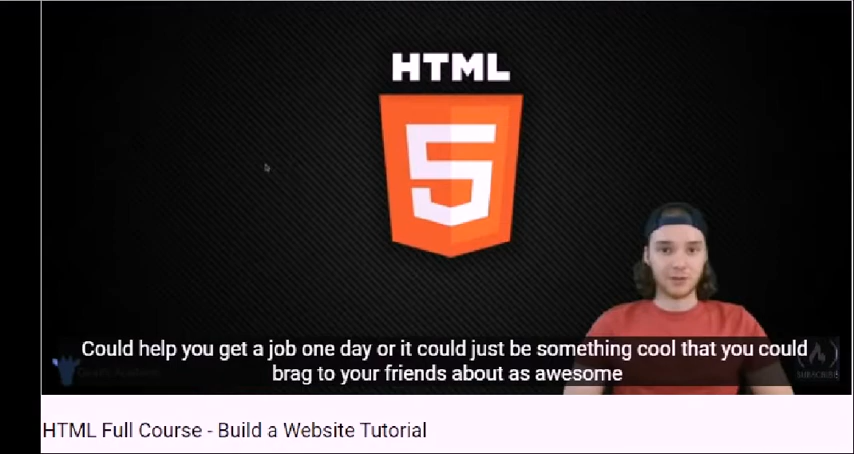 HTML
5
Could help you get a job one day or it could just be something cool that you could
brag to your friends about as awesome
SUBSCRIBE
HTML Full Course - Build a Website Tutorial